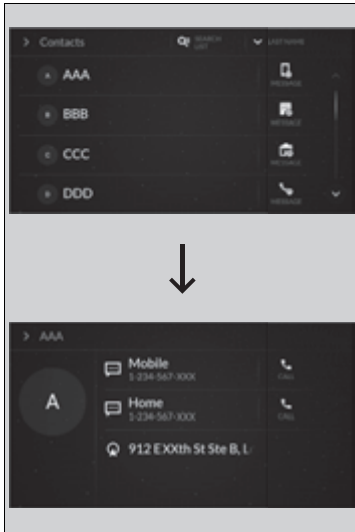 > Contacts
SEARCH LIST
LAST NAME
A AAA
MESSAGE
B BBB
MESSAGE
C CCC
MESSAGE
D DDD
MESSAGE
> AAA
A
Mobile
1-234-567-XXX
CALL
Home
1-234-567-XXX
CALL
912 E XXth St Ste B, L